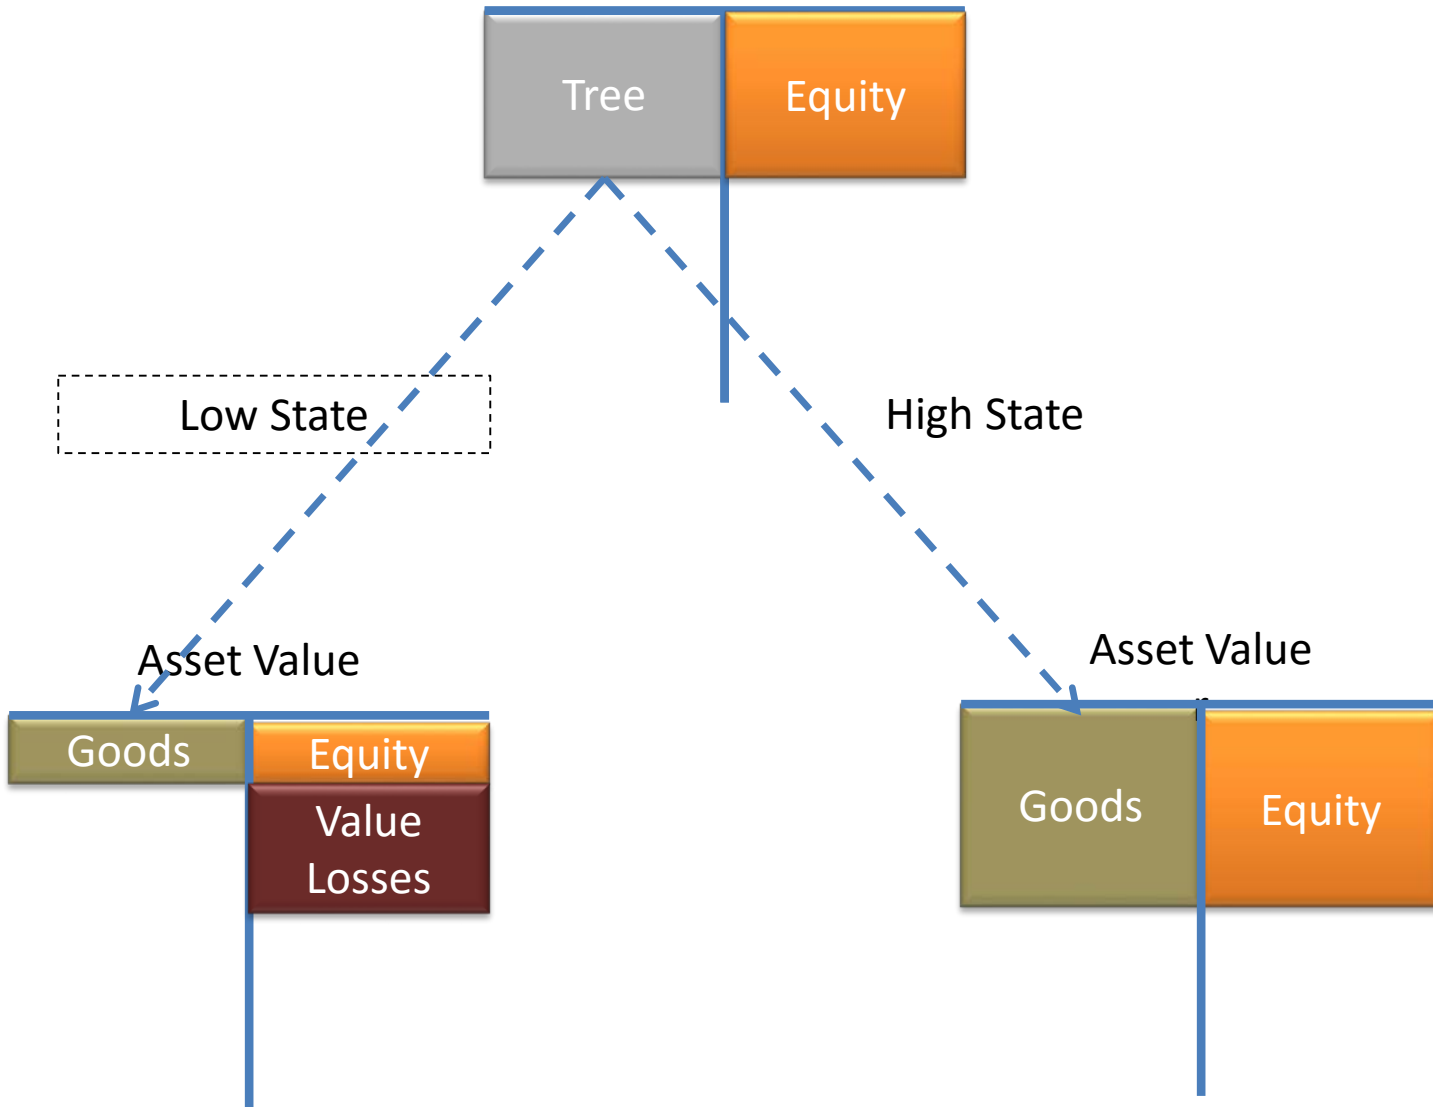 Tree
Equity
Low State
High State
Asset Value
Asset Value
Goods
Equity
Value
Losses
Goods
Equity